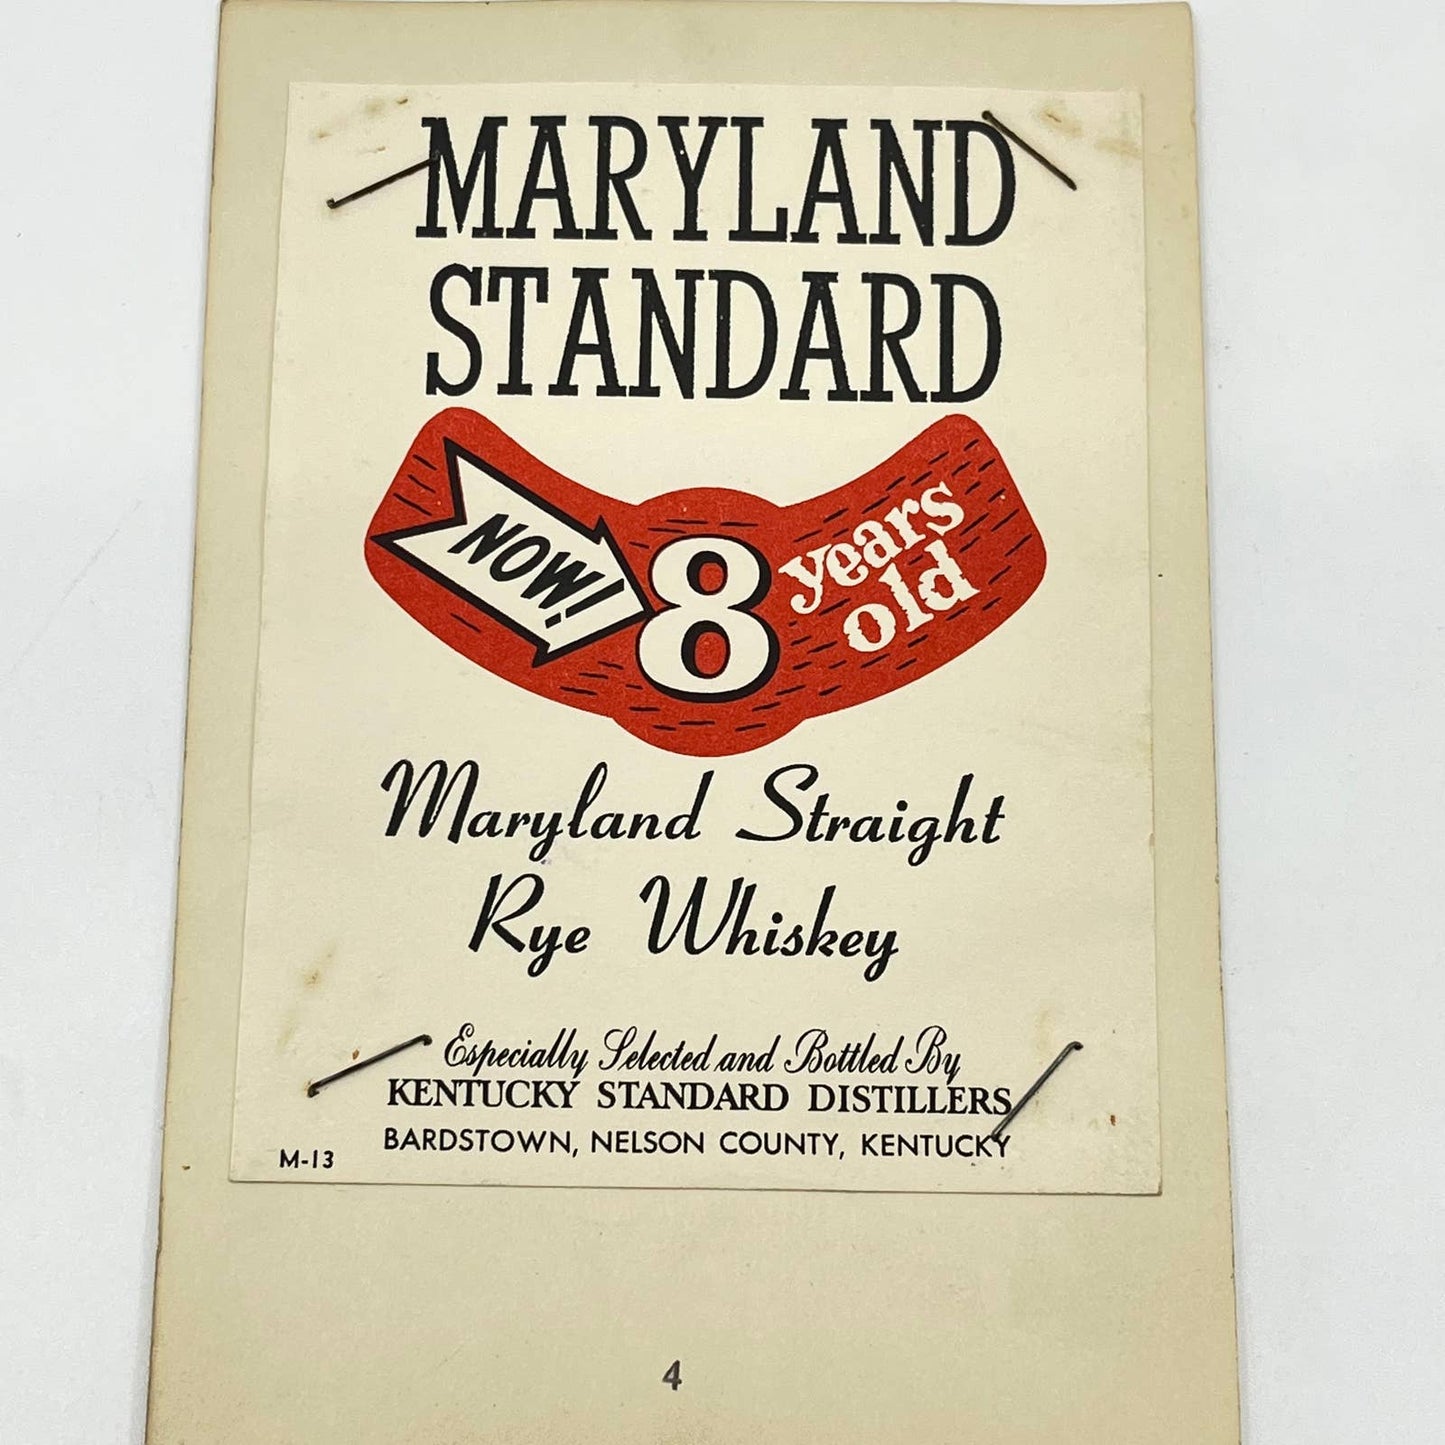 MARYLAND
STANDARD
NOW!
8
years
old
Maryland Straight
Rye Whiskey
Especially Selected and Bottled By
KENTUCKY STANDARD DISTILLERS
BARDSTOWN, NELSON COUNTY, KENTUCKY
M-13
4